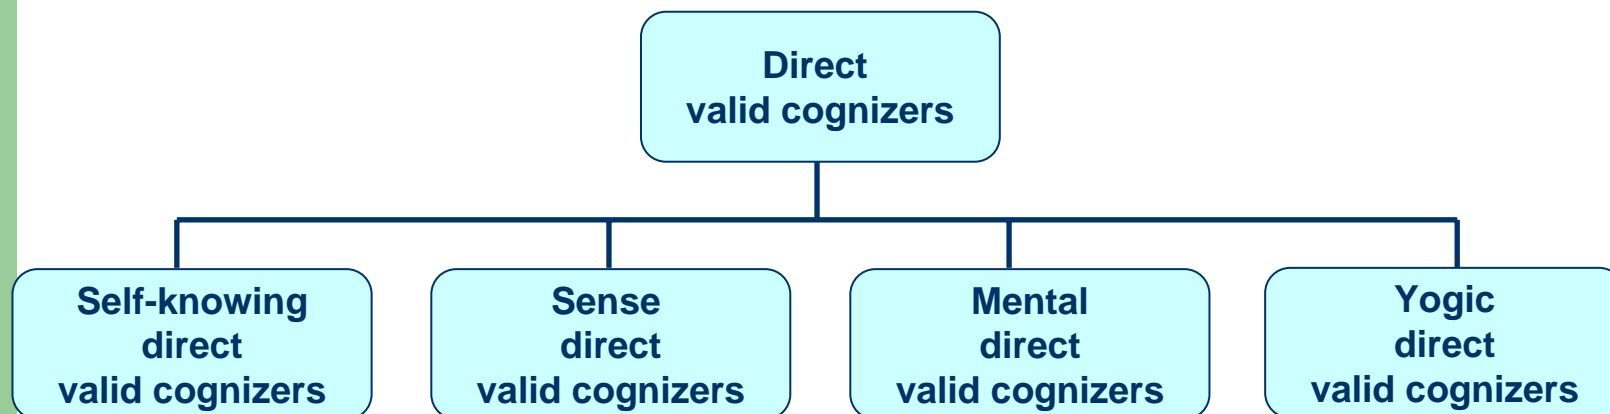 Direct
valid cognizers
Self-knowing
direct
valid cognizers
Sense
direct
valid cognizers
Mental
direct
valid cognizers
Yogic
direct
valid cognizers